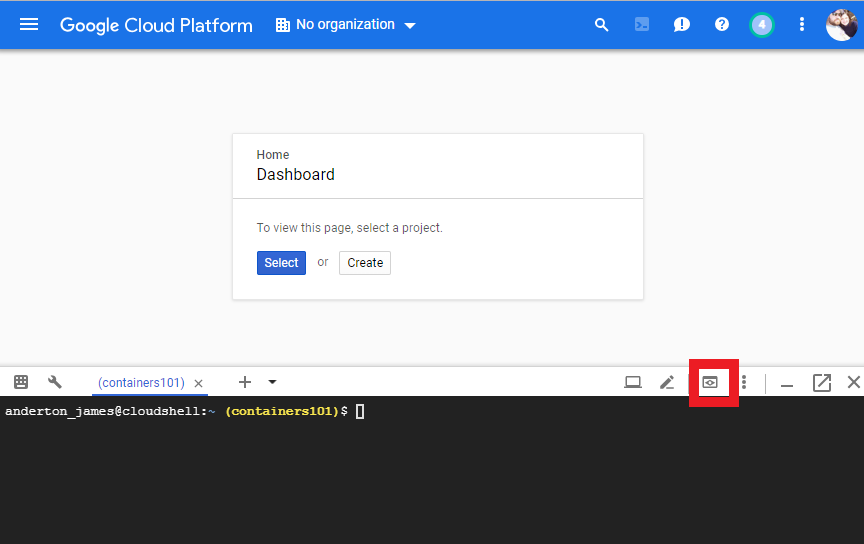 Google Cloud Platform No organization 4
Home
Dashboard
To view this page, select a project.
Select or Create
(containers101)
anderton_james@cloudshell:~ (containers101)$